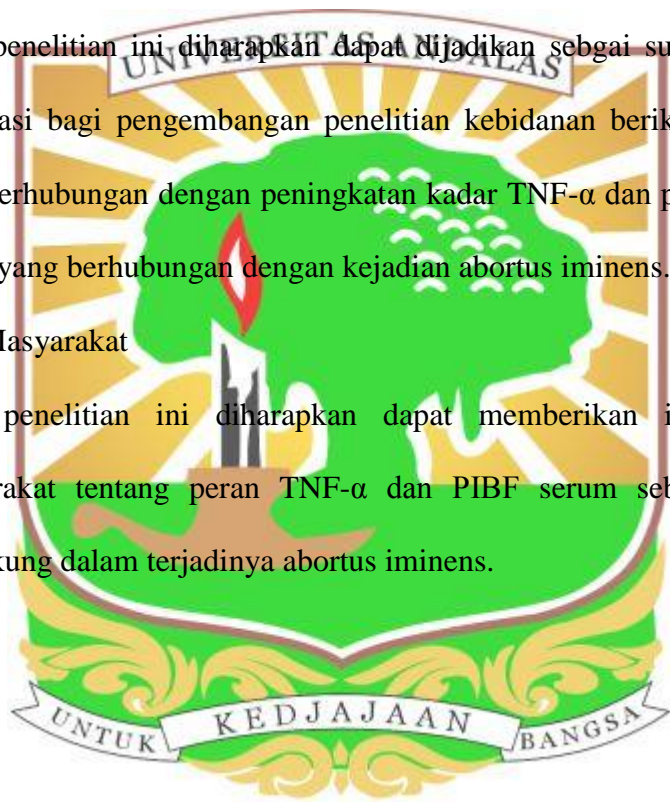 penelitian ini diharapkan dapat dijadikan sebgai su
UNIVERSITAS ANDALAS
asi bagi pengembangan penelitian kebidanan berik
erhubungan dengan peningkatan kadar TNF-α dan p
yang berhubungan dengan kejadian abortus iminens.
Masyarakat
penelitian ini diharapkan dapat memberikan i
rakat tentang peran TNF-α dan PIBF serum seb
kung dalam terjadinya abortus iminens.
UNTUK KEDJAJAAN BANGSA